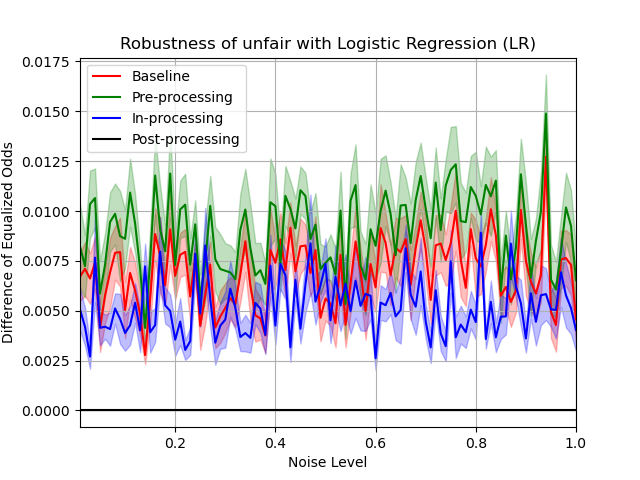 Robustness of unfair with Logistic Regression (LR)
0.0175
0.0150
0.0125
0.0100
0.0075
0.0050
0.0025
0.0000
Difference of Equalized Odds
Baseline
Pre-processing
In-processing
Post-processing
0.2
0.4
0.6
0.8
1.0
Noise Level